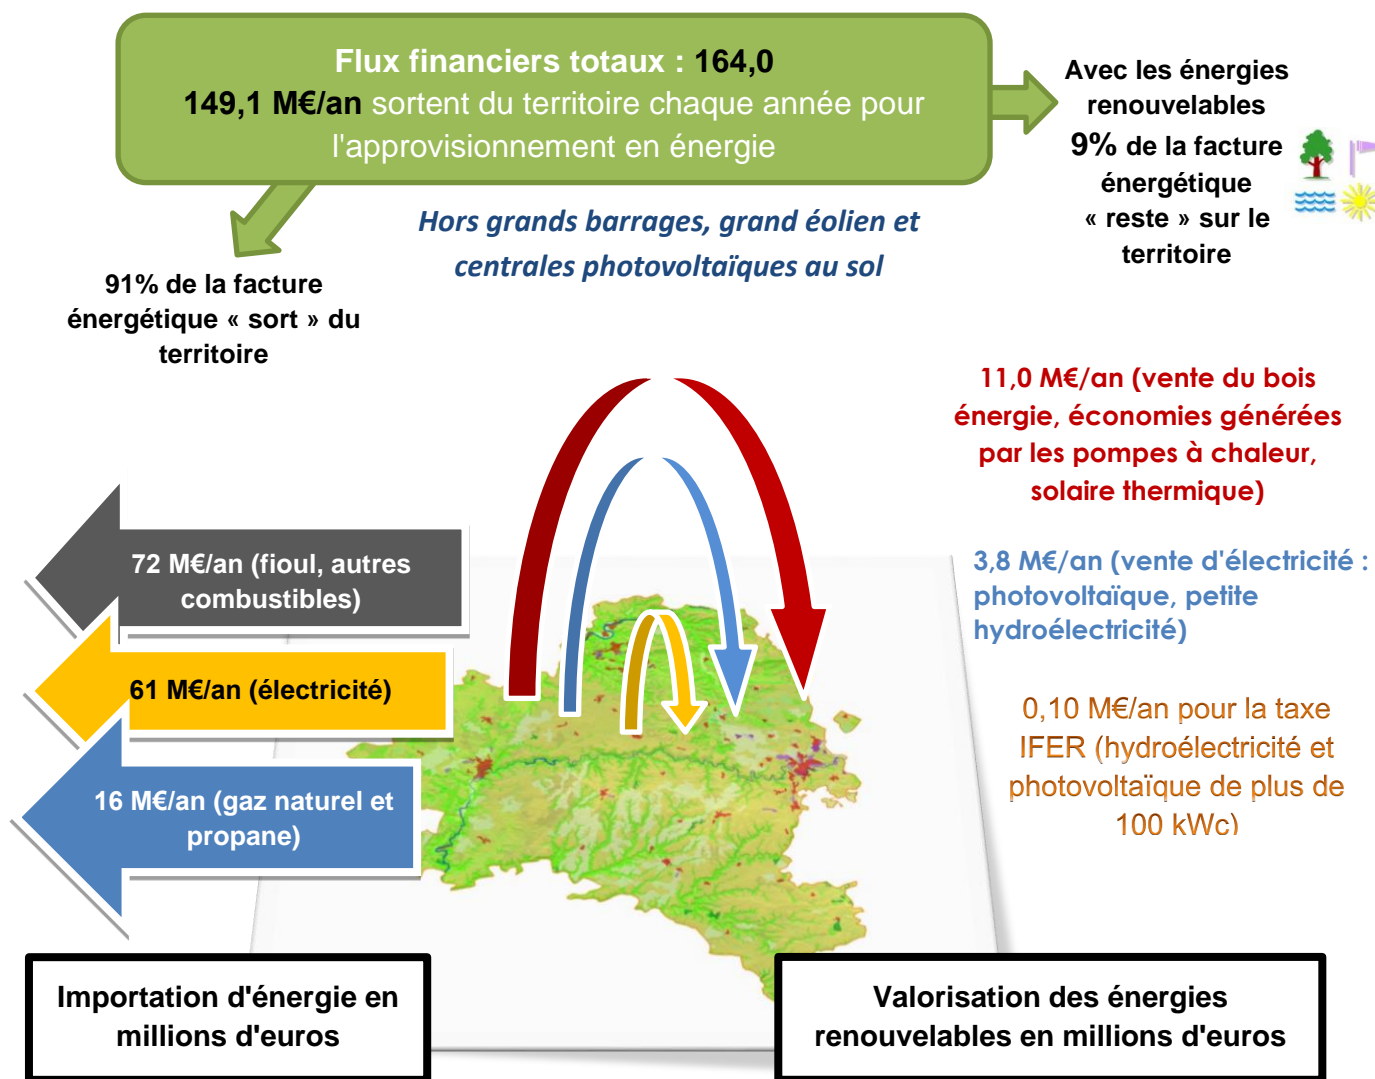 Flux financiers totaux : 164,0
149,1 M€/an sortent du territoire chaque année pour
l'approvisionnement en énergie
Avec les énergies
renouvelables
9% de la facture
énergétique
« reste » sur le
territoire
Hors grands barrages, grand éolien et
centrales photovoltaïques au sol
91% de la facture
énergétique « sort » du
territoire
11,0 M€/an (vente du bois
énergie, économies générées
par les pompes à chaleur,
solaire thermique)
72 M€/an (fioul, autres
combustibles)
3,8 M€/an (vente d'électricité :
photovoltaïque, petite
hydroélectricité)
61 M€/an (électricité)
0,10 M€/an pour la taxe
IFER (hydroélectricité et
photovoltaïque de plus de
100 kWc)
16 M€/an (gaz naturel et
propane)
Importation d'énergie en
millions d'euros
Valorisation des énergies
renouvelables en millions d'euros